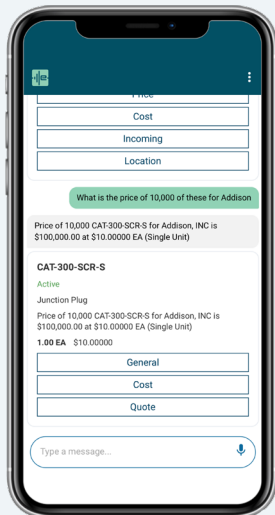 Price
Cost
Incoming
Location
What is the price of 10,000 of these for Addison
Price of 10,000 CAT-300-SCR-S for Addison, INC is
$100,000.00 at $10.00000 EA (Single Unit)
CAT-300-SCR-S
Active
Junction Plug
Price of 10,000 CAT-300-SCR-S for Addison, INC is
$100,000.00 at $10.00000 EA (Single Unit)
1.00 EA $10.00000
General
Cost
Quote
Type a message...